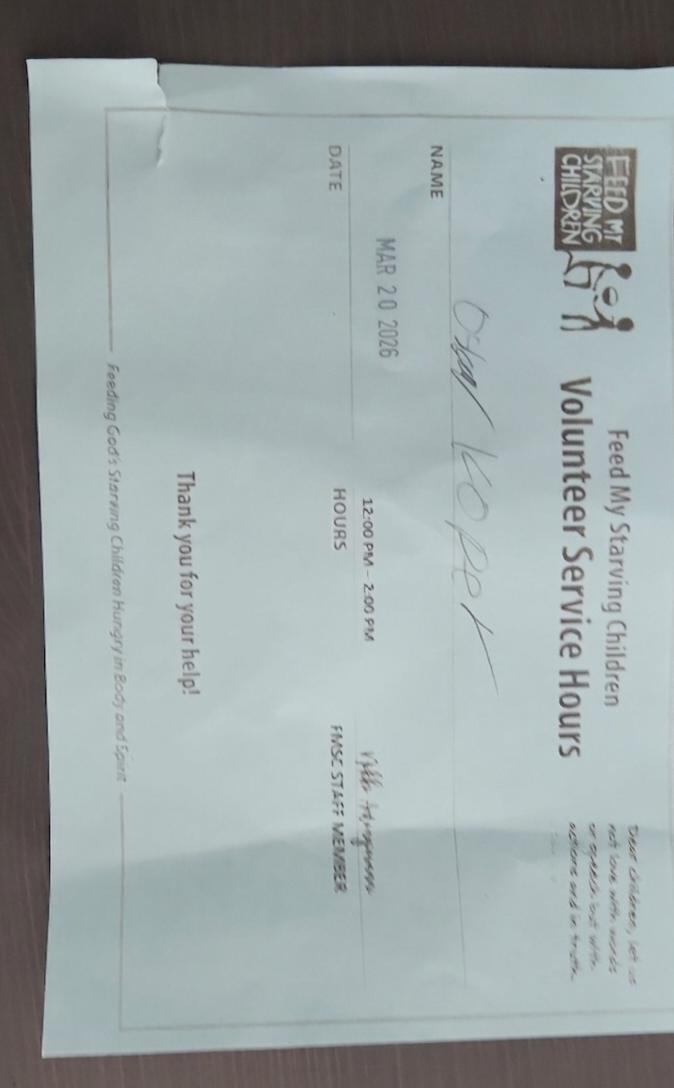 FEED MY
STARVING
CHILDREN
Feed My Starving Children
Volunteer Service Hours
Dear children, let us
not love with words
or speech but with
actions and in truth.
NAME
MAR 20 2026
12:00 PM – 2:00 PM
DATE
HOURS
FMSC STAFF MEMBER
Thank you for your help!
Feeding God's Starving Children Hungry in Body and Spirit